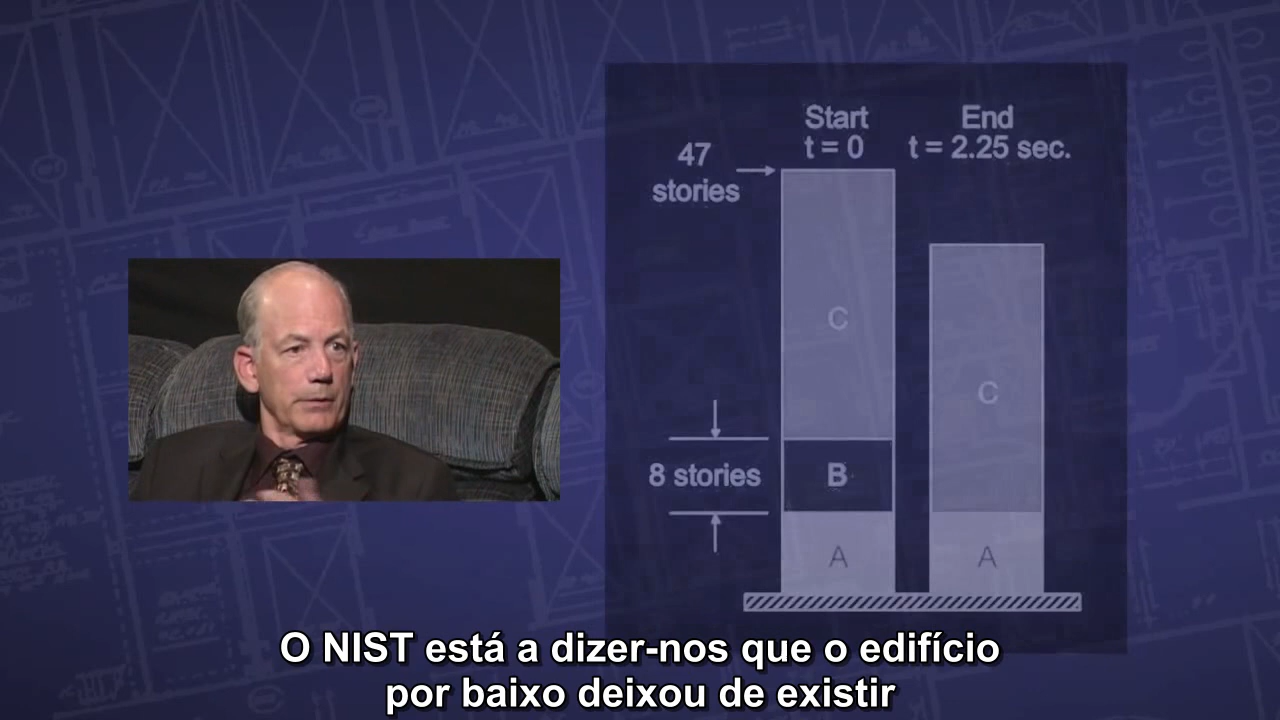 Start
t = 0
End
t = 2.25 sec.
47
stories
C
C
8 stories
B
A
A
O NIST está a dizer-nos que o edifício
por baixo deixou de existir